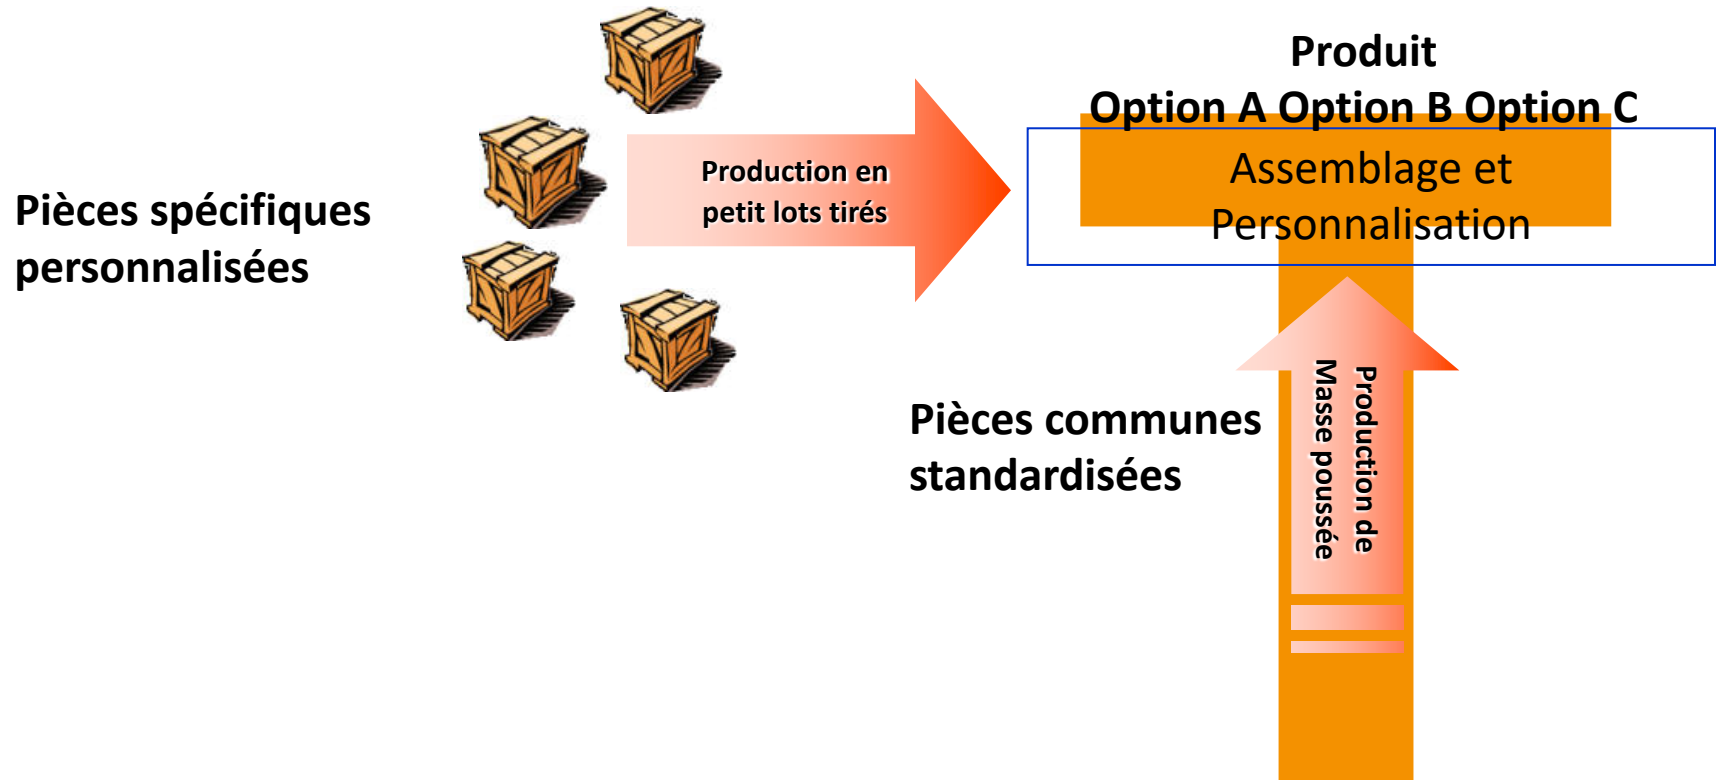 Produit
Option A Option B Option C
Assemblage et
Personnalisation
Production en
petit lots tirés
Pièces spécifiques
personnalisées
Pièces communes
standardisées
Production de
Masse poussée